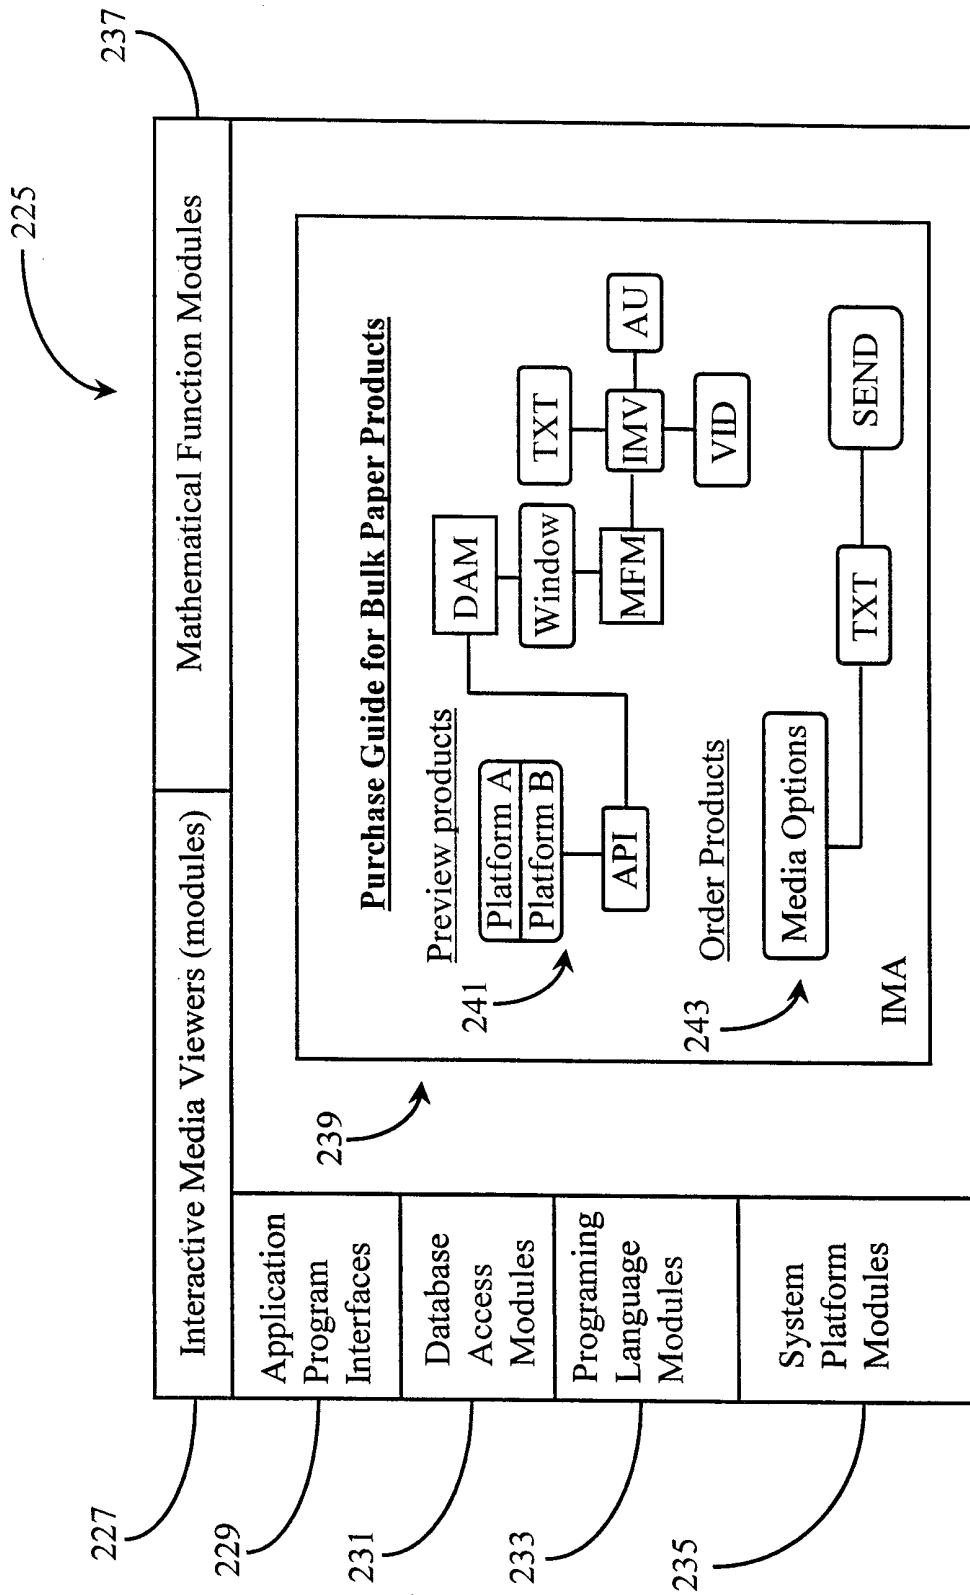 225
237
Interactive Media Viewers (modules)
Mathematical Function Modules
227
229
Application
Program
Interfaces
231
Database
Access
Modules
233
Programing
Language
Modules
235
System
Platform
Modules
239
Purchase Guide for Bulk Paper Products
Preview products
241
Platform A
Platform B
API
DAM
Window
MFM
TXT
IMV
AU
VID
Order Products
243
Media Options
TXT
SEND
IMA